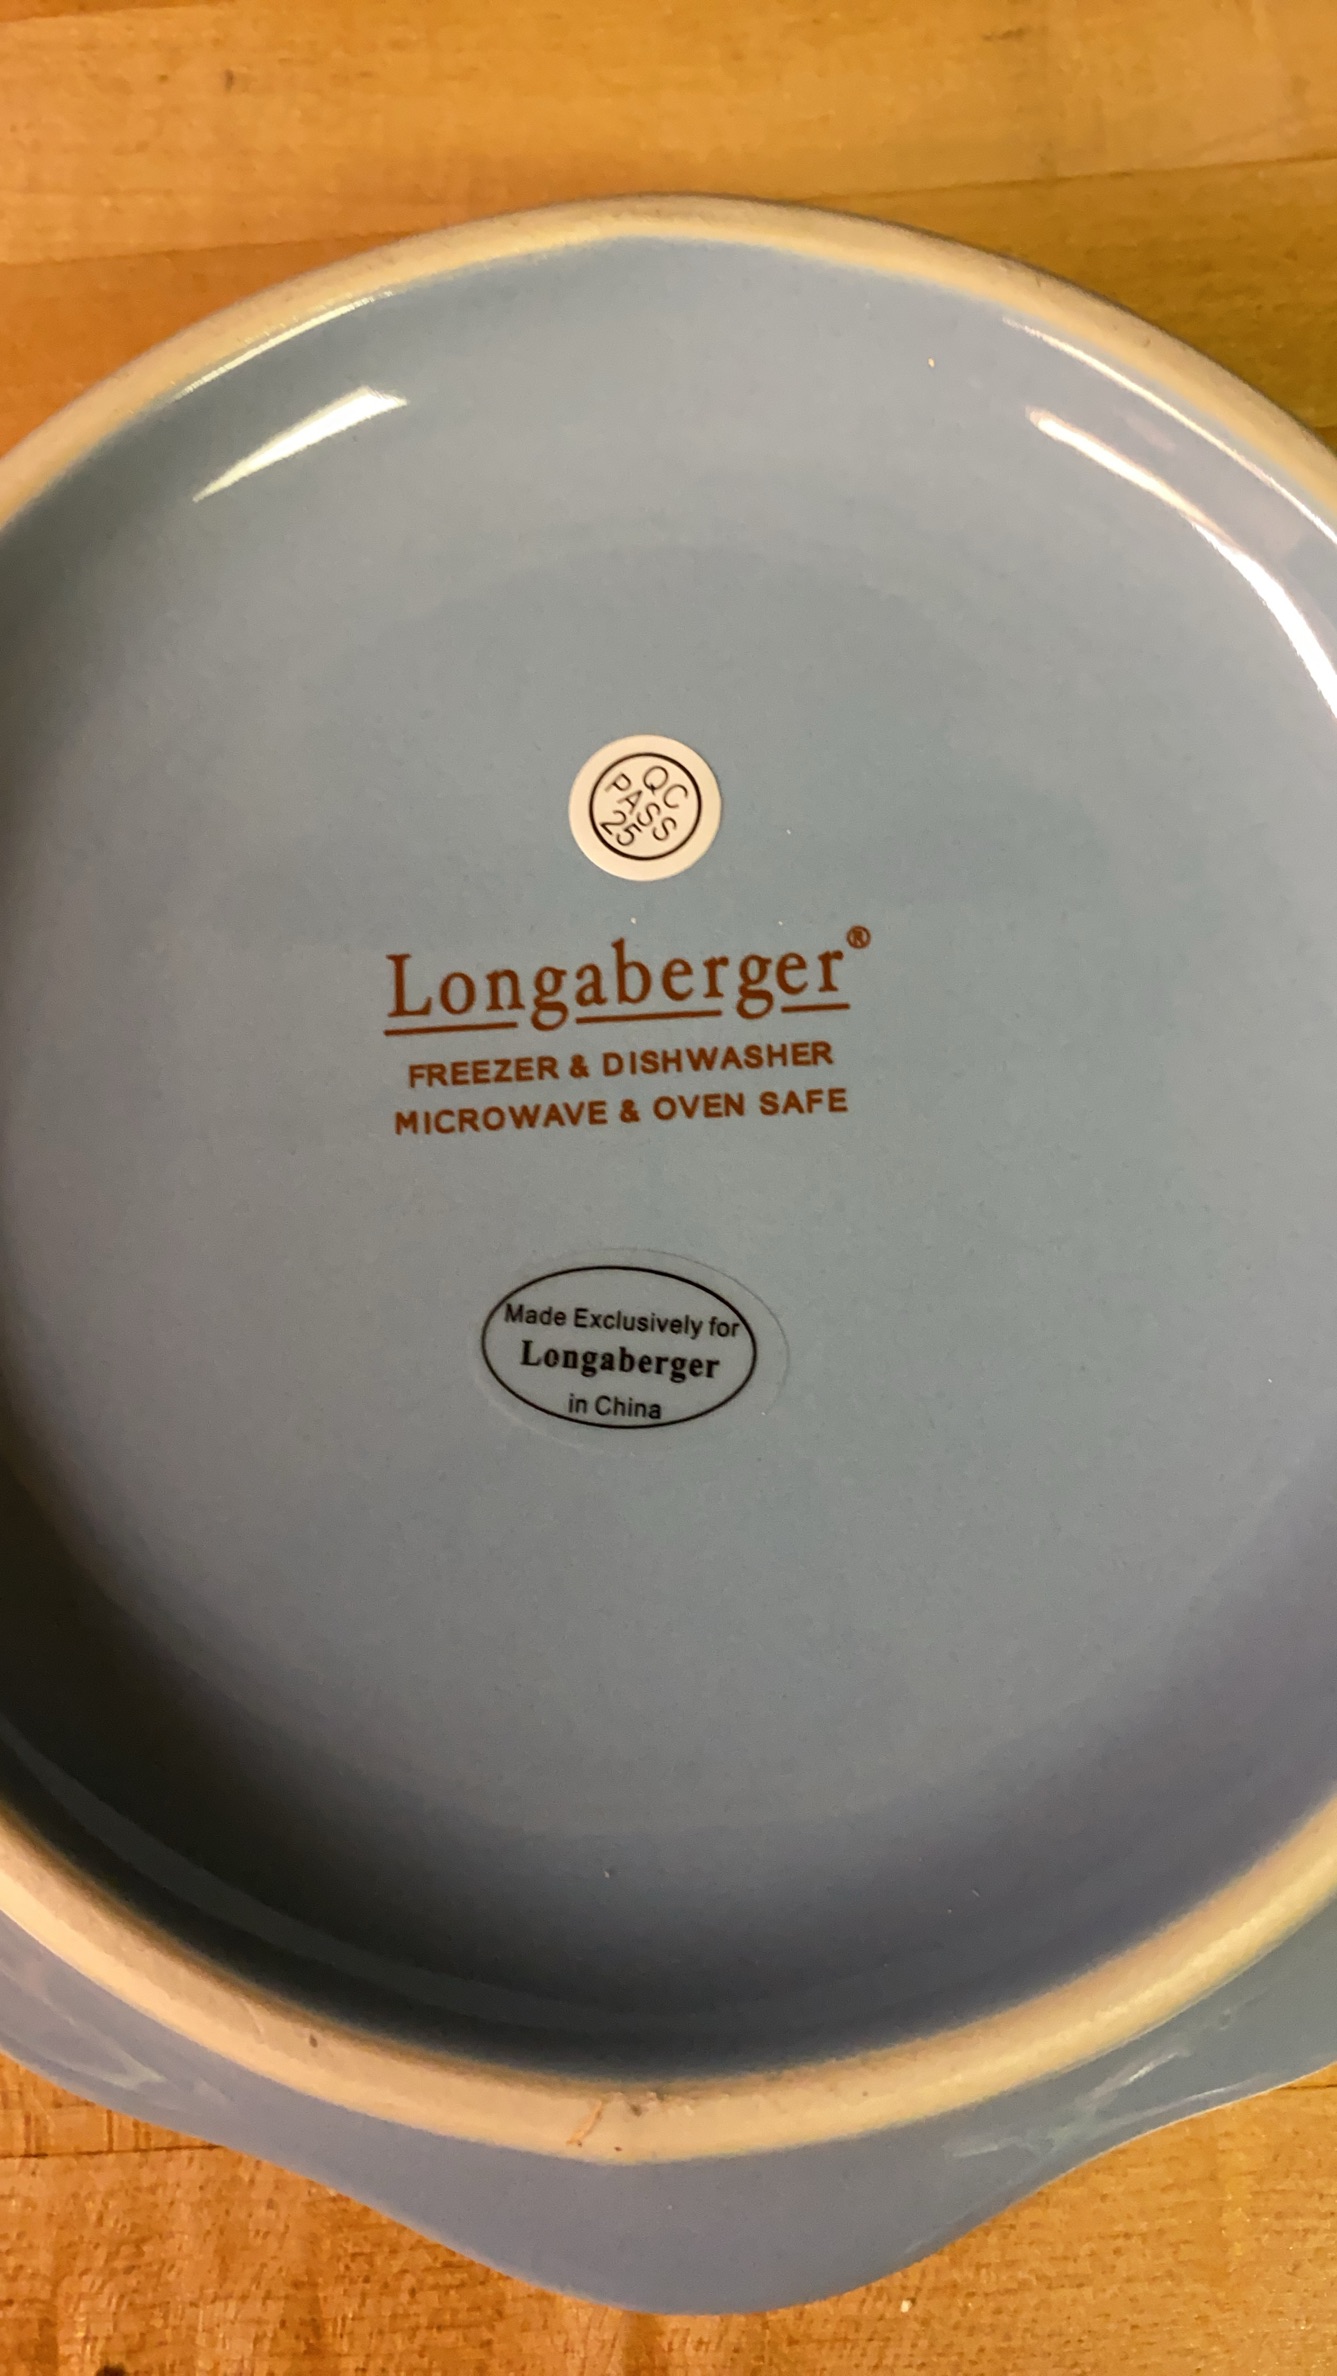 QC
PASS
25
Longaberger®
FREEZER & DISHWASHER
MICROWAVE & OVEN SAFE
Made Exclusively for
Longaberger
in China